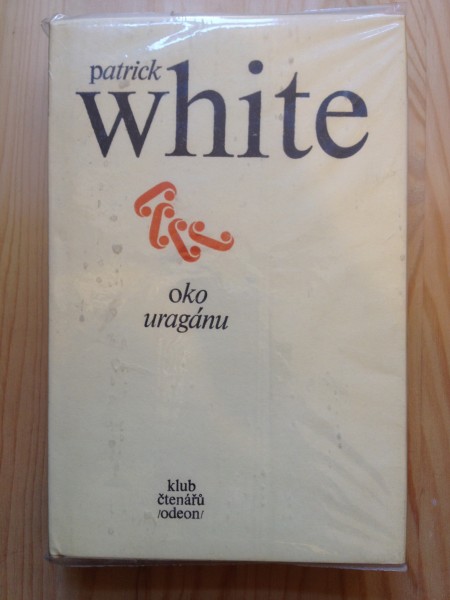 patrick
white
oko
uragánu
klub
čtenářů
/odeon/